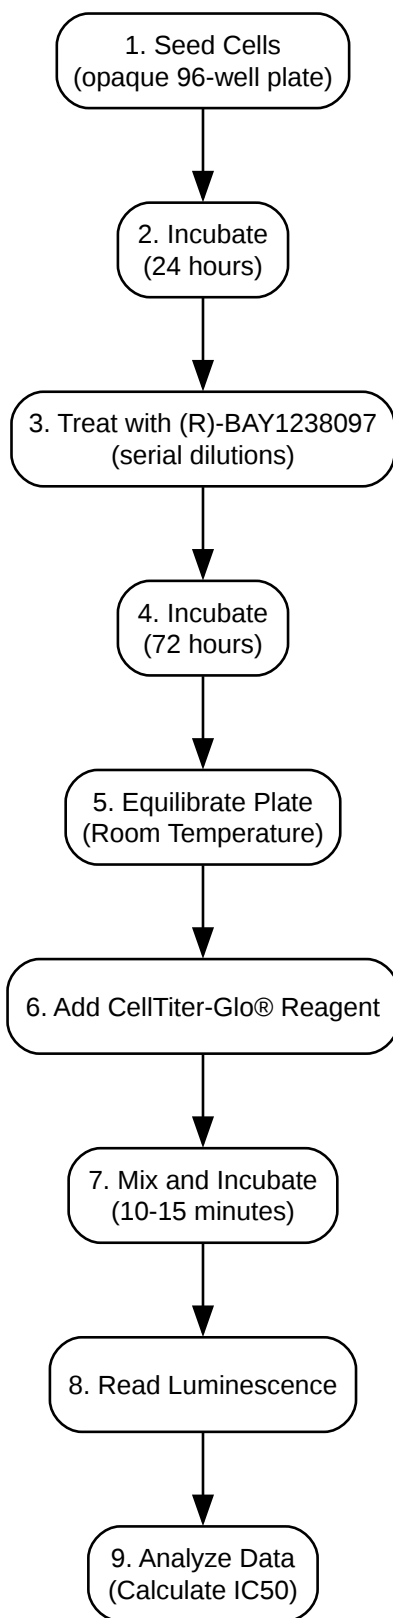 1. Seed Cells
(opaque 96-well plate)
2. Incubate
(24 hours)
3. Treat with (R)-BAY1238097
(serial dilutions)
4. Incubate
(72 hours)
5. Equilibrate Plate
(Room Temperature)
6. Add CellTiter-Glo® Reagent
7. Mix and Incubate
(10-15 minutes)
8. Read Luminescence
9. Analyze Data
(Calculate IC50)